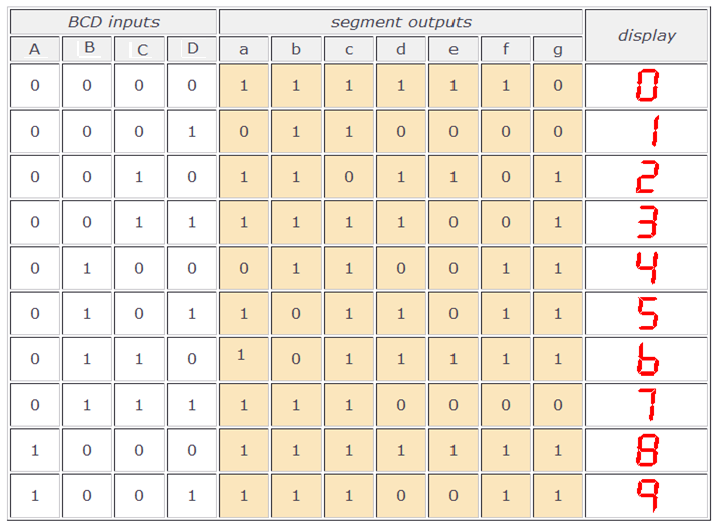 BCD inputs segment outputs display
A B C D a b c d e f g
0 0 0 0 1 1 1 1 1 1 0 0
0 0 0 1 0 1 1 0 0 0 0 1
0 0 1 0 1 1 0 1 1 0 1 2
0 0 1 1 1 1 1 1 0 0 1 3
0 1 0 0 0 1 1 0 0 1 1 4
0 1 0 1 1 0 1 1 0 1 1 5
0 1 1 0 1 0 1 1 1 1 1 6
0 1 1 1 1 1 1 0 0 0 0 7
1 0 0 0 1 1 1 1 1 1 1 8
1 0 0 1 1 1 1 0 0 1 1 9